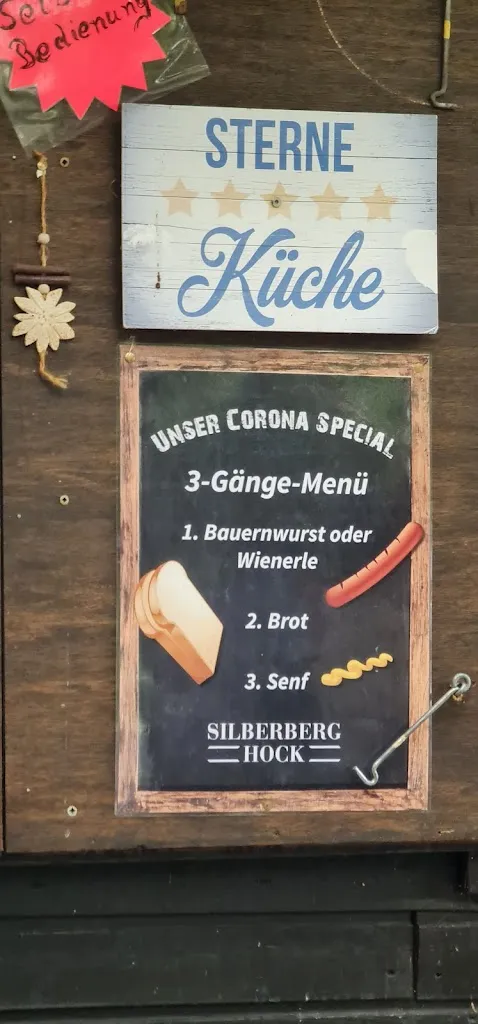 Bedienung
STERNE
Küche
UNSER CORONA SPECIAL
3-Gänge-Menü
1. Bauernwurst oder
Wienerle
2. Brot
3. Senf
SILBERBERG
HOCK